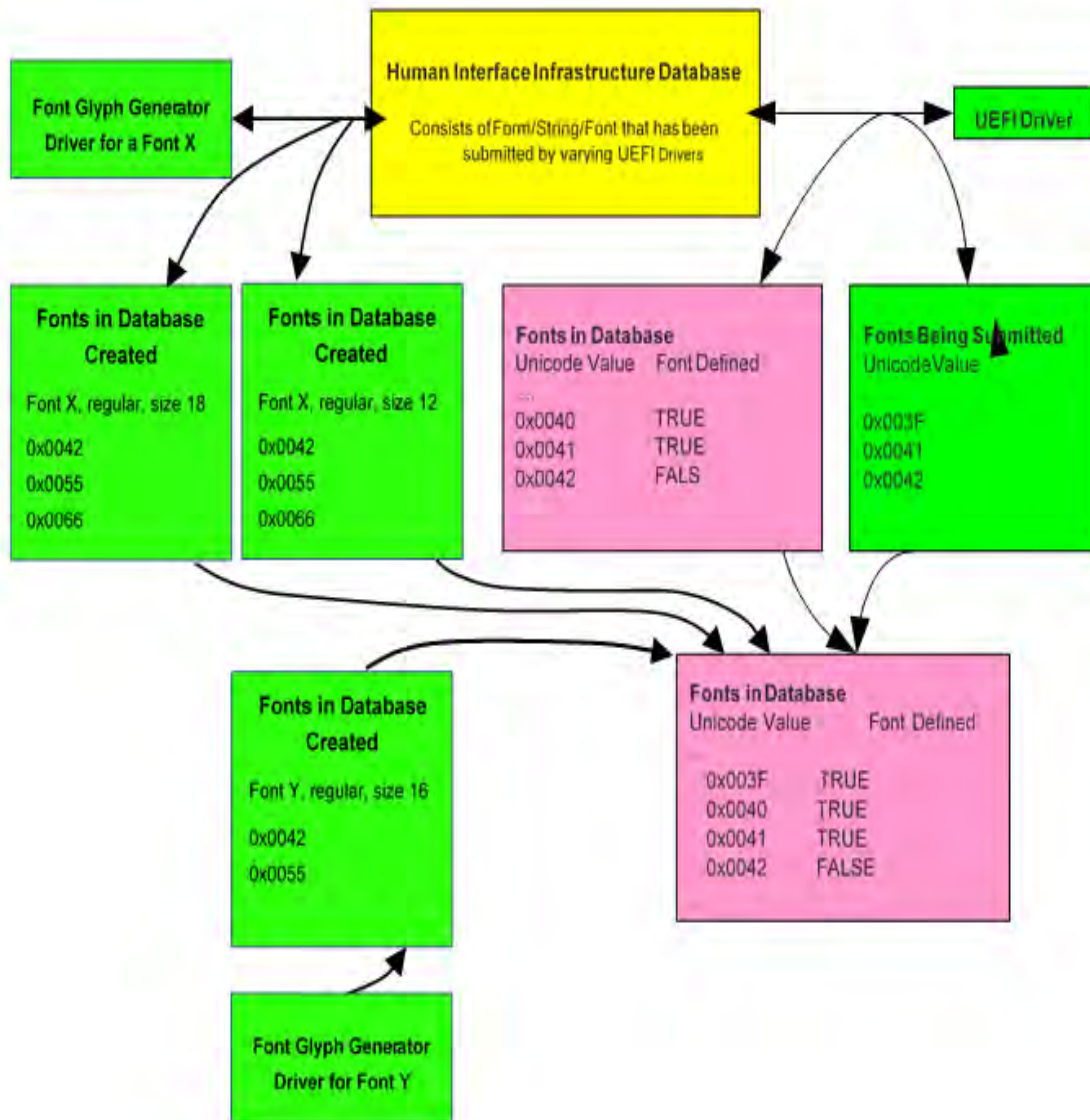 Font Glyph Generator
Driver for a Font X
Human Interface Infrastructure Database
Consists of Form/String/Font that has been
submitted by varying UEFI Drivers
UEFI Driver
Fonts in Database
Created
Font X, regular, size 18
0x0042
0x0055
0x0066
Fonts in Database
Created
Font X, regular, size 12
0x0042
0x0055
0x0066
Fonts in Database
Unicode Value Font Defined
...
0x0040 TRUE
0x0041 TRUE
0x0042 FALS
Fonts Being Submitted
Unicode Value
0x003F
0x0041
0x0042
Fonts in Database
Created
Font Y, regular, size 16
0x0042
0x0055
Fonts in Database
Unicode Value Font Defined
0x003F TRUE
0x0040 TRUE
0x0041 TRUE
0x0042 FALSE
Font Glyph Generator
Driver for Font Y